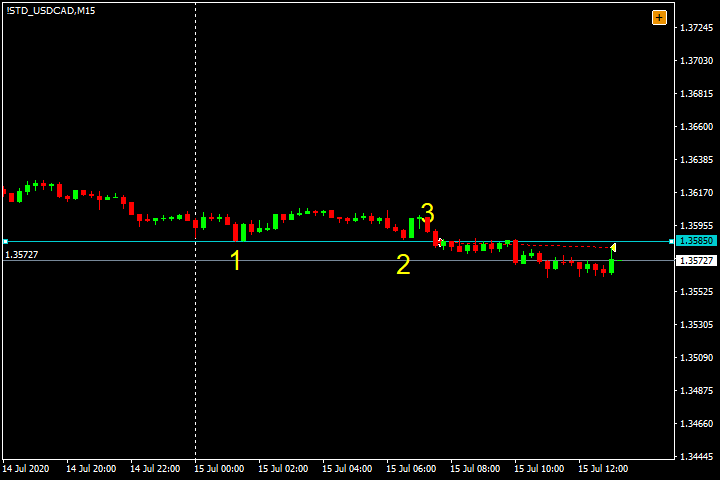 !STD_USDCAD,M15
+
1.37245
1.37030
1.36815
1.36600
1.36385
1.36170
1.35955
1.35850
1.35727
1.35727
1.35525
1.35305
1.35090
1.34875
1.34660
1.34445
3
1
2
14 Jul 2020
14 Jul 20:00
14 Jul 22:00
15 Jul 00:00
15 Jul 02:00
15 Jul 04:00
15 Jul 06:00
15 Jul 08:00
15 Jul 10:00
15 Jul 12:00